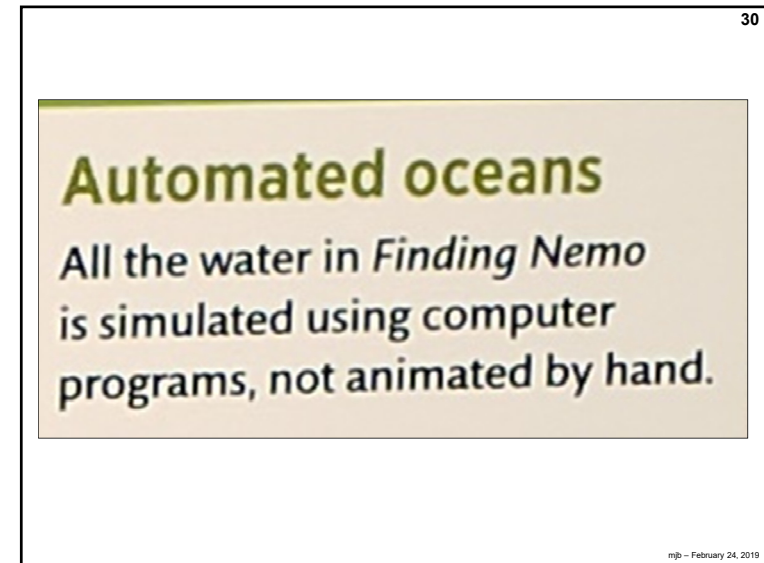 30
Automated oceans
All the water in Finding Nemo
is simulated using computer
programs, not animated by hand.
mjb – February 24, 2019